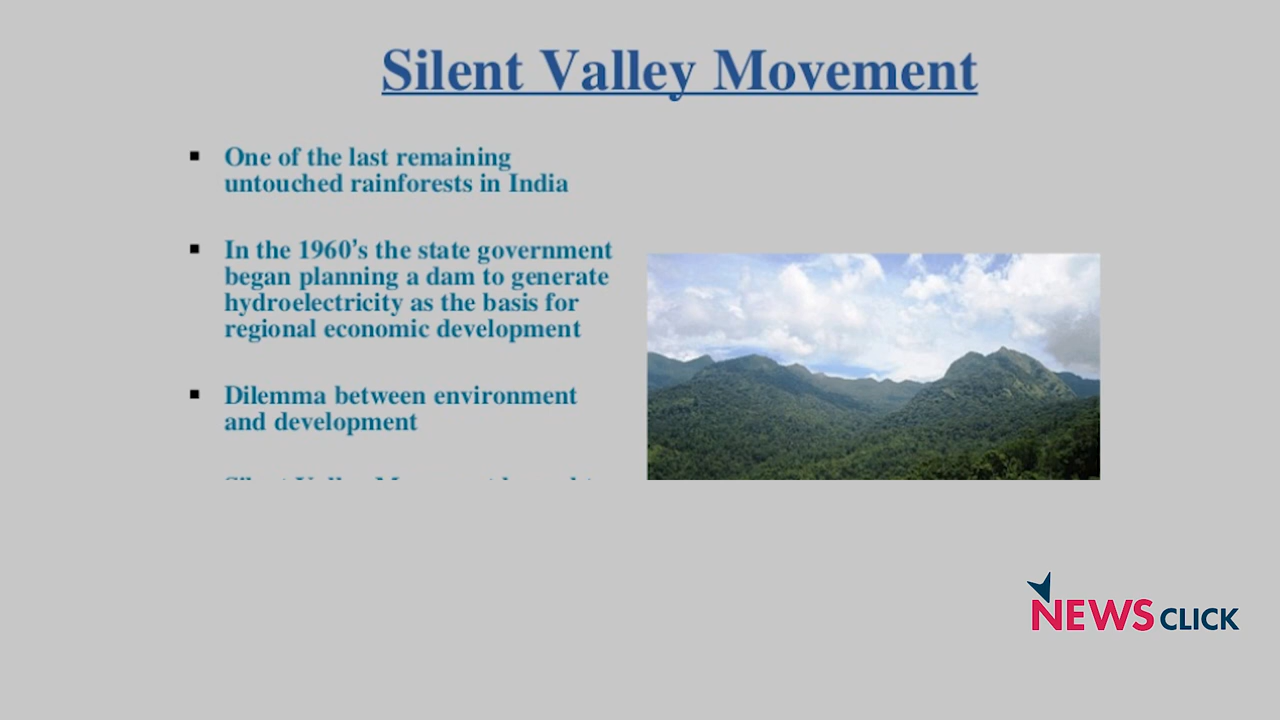 Silent Valley Movement
▪ One of the last remaining
untouched rainforests in India
▪ In the 1960's the state government
began planning a dam to generate
hydroelectricity as the basis for
regional economic development
▪ Dilemma between environment
and development
NEWS CLICK